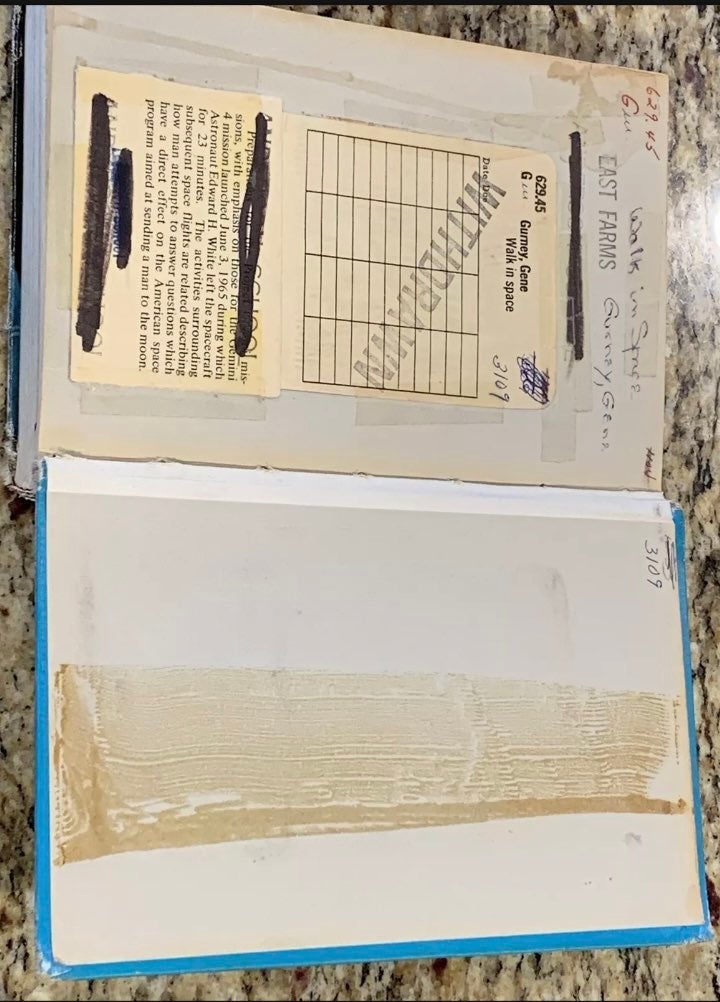 629.45
Gu
Walk in Space
EAST FARMS Gurney, Gene
629.45
G
Gurney, Gene
Walk in space
3109
Date Due
WITHDRAWN
mis-
sions, with emphasis on those for the Gemini
4 mission launched June 3, 1965 during which
Astronaut Edward H. White left the spacecraft
for 23 minutes. The activities surrounding
subsequent space flights are related describing
how man attempts to answer questions which
have a direct effect on the American space
program aimed at sending a man to the moon.
3109